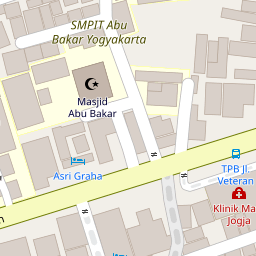 SMPIT Abu
Bakar Yogyakarta
Masjid
Abu Bakar
Asri Graha
TPB Jl.
Veteran
Klinik Ma
Jogja